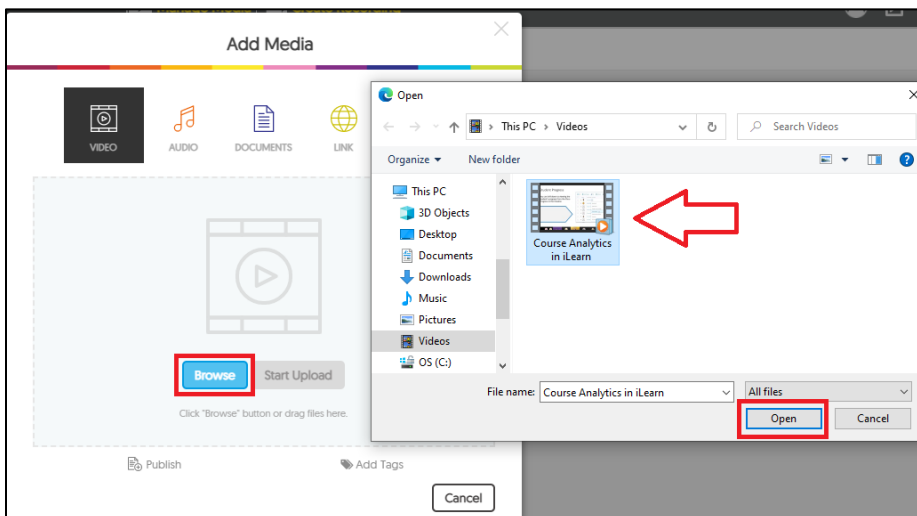 Add Media
VIDEO
AUDIO
DOCUMENTS
LINK
Browse
Start Upload
Click "Browse" button or drag files here.
Publish
Add Tags
Cancel
Open
This PC > Videos
Search Videos
Organize
New folder
This PC
3D Objects
Desktop
Documents
Downloads
Music
Pictures
Videos
OS (C:)
Course Analytics
in iLearn
File name:
Course Analytics in iLearn
All files
Open
Cancel